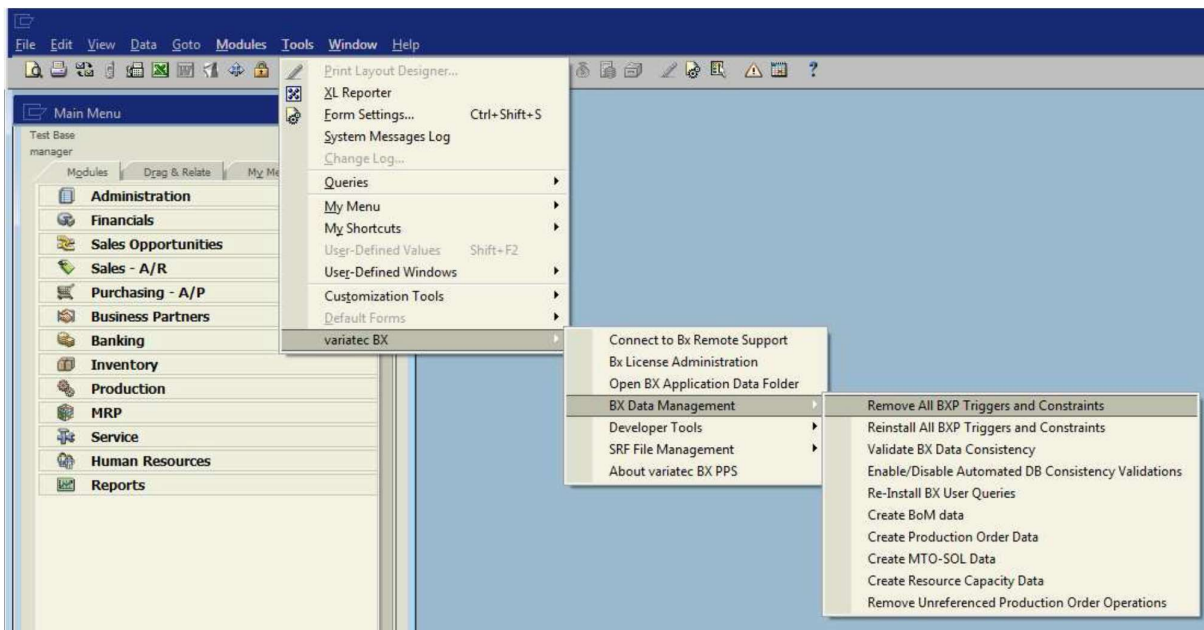 File Edit View Data Goto Modules Tools Window Help
Main Menu
Test Base
manager
Modules Drag & Relate My Me
Administration
Financials
Sales Opportunities
Sales - A/R
Purchasing - A/P
Business Partners
Banking
Inventory
Production
MRP
Service
Human Resources
Reports
Print Layout Designer...
XL Reporter
Form Settings... Ctrl+Shift+S
System Messages Log
Change Log...
Queries
My Menu
My Shortcuts
User-Defined Values Shift+F2
User-Defined Windows
Customization Tools
Default Forms
variatec BX
Connect to Bx Remote Support
Bx License Administration
Open BX Application Data Folder
BX Data Management
Developer Tools
SRF File Management
About variatec BX PPS
Remove All BXP Triggers and Constraints
Reinstall All BXP Triggers and Constraints
Validate BX Data Consistency
Enable/Disable Automated DB Consistency Validations
Re-Install BX User Queries
Create BoM data
Create Production Order Data
Create MTO-SOL Data
Create Resource Capacity Data
Remove Unreferenced Production Order Operations